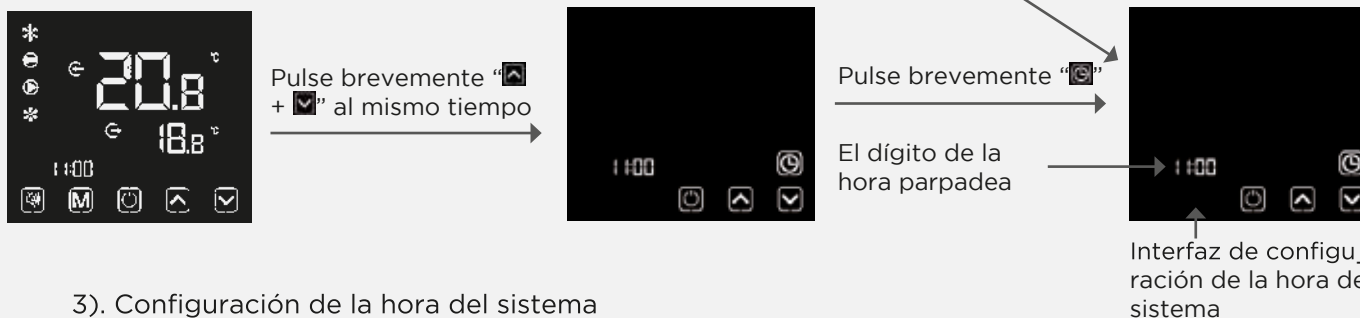 20.8 °C
18.8 °C
11:00
M
Pulse brevemente “
+ ” al mismo tiempo
11:00
Pulse brevemente “ ”
El dígito de la
hora parpadea
11:00
Interfaz de configu_
ración de la hora de
sistema
3). Configuración de la hora del sistema